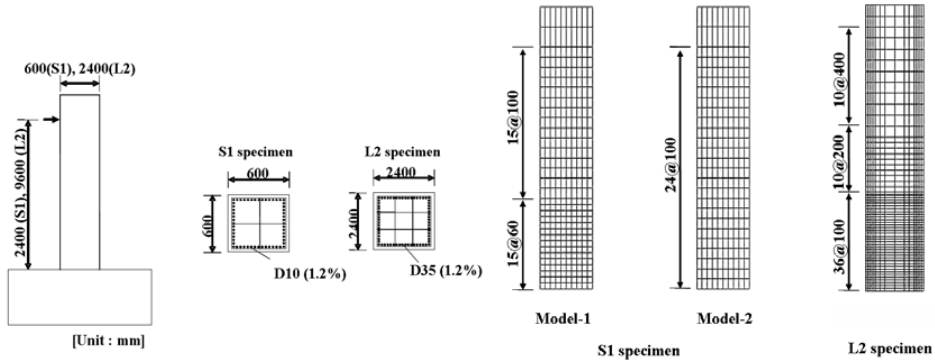 600(S1), 2400(L2)
2400 (S1), 9600 (L2)
[Unit : mm]
S1 specimen
600
600
D10 (1.2%)
L2 specimen
2400
2400
D35 (1.2%)
15@100
15@60
Model-1
24@100
Model-2
S1 specimen
10@400
10@200
36@100
L2 specimen